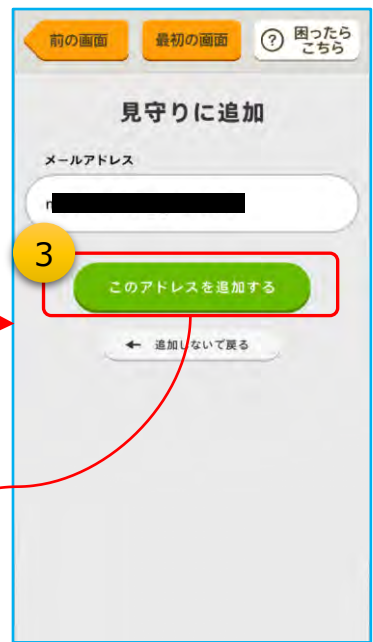 前の画面
最初の画面
?
困ったら
こちら
見守りに追加
メールアドレス
3
このアドレスを追加する
← 追加しないで戻る